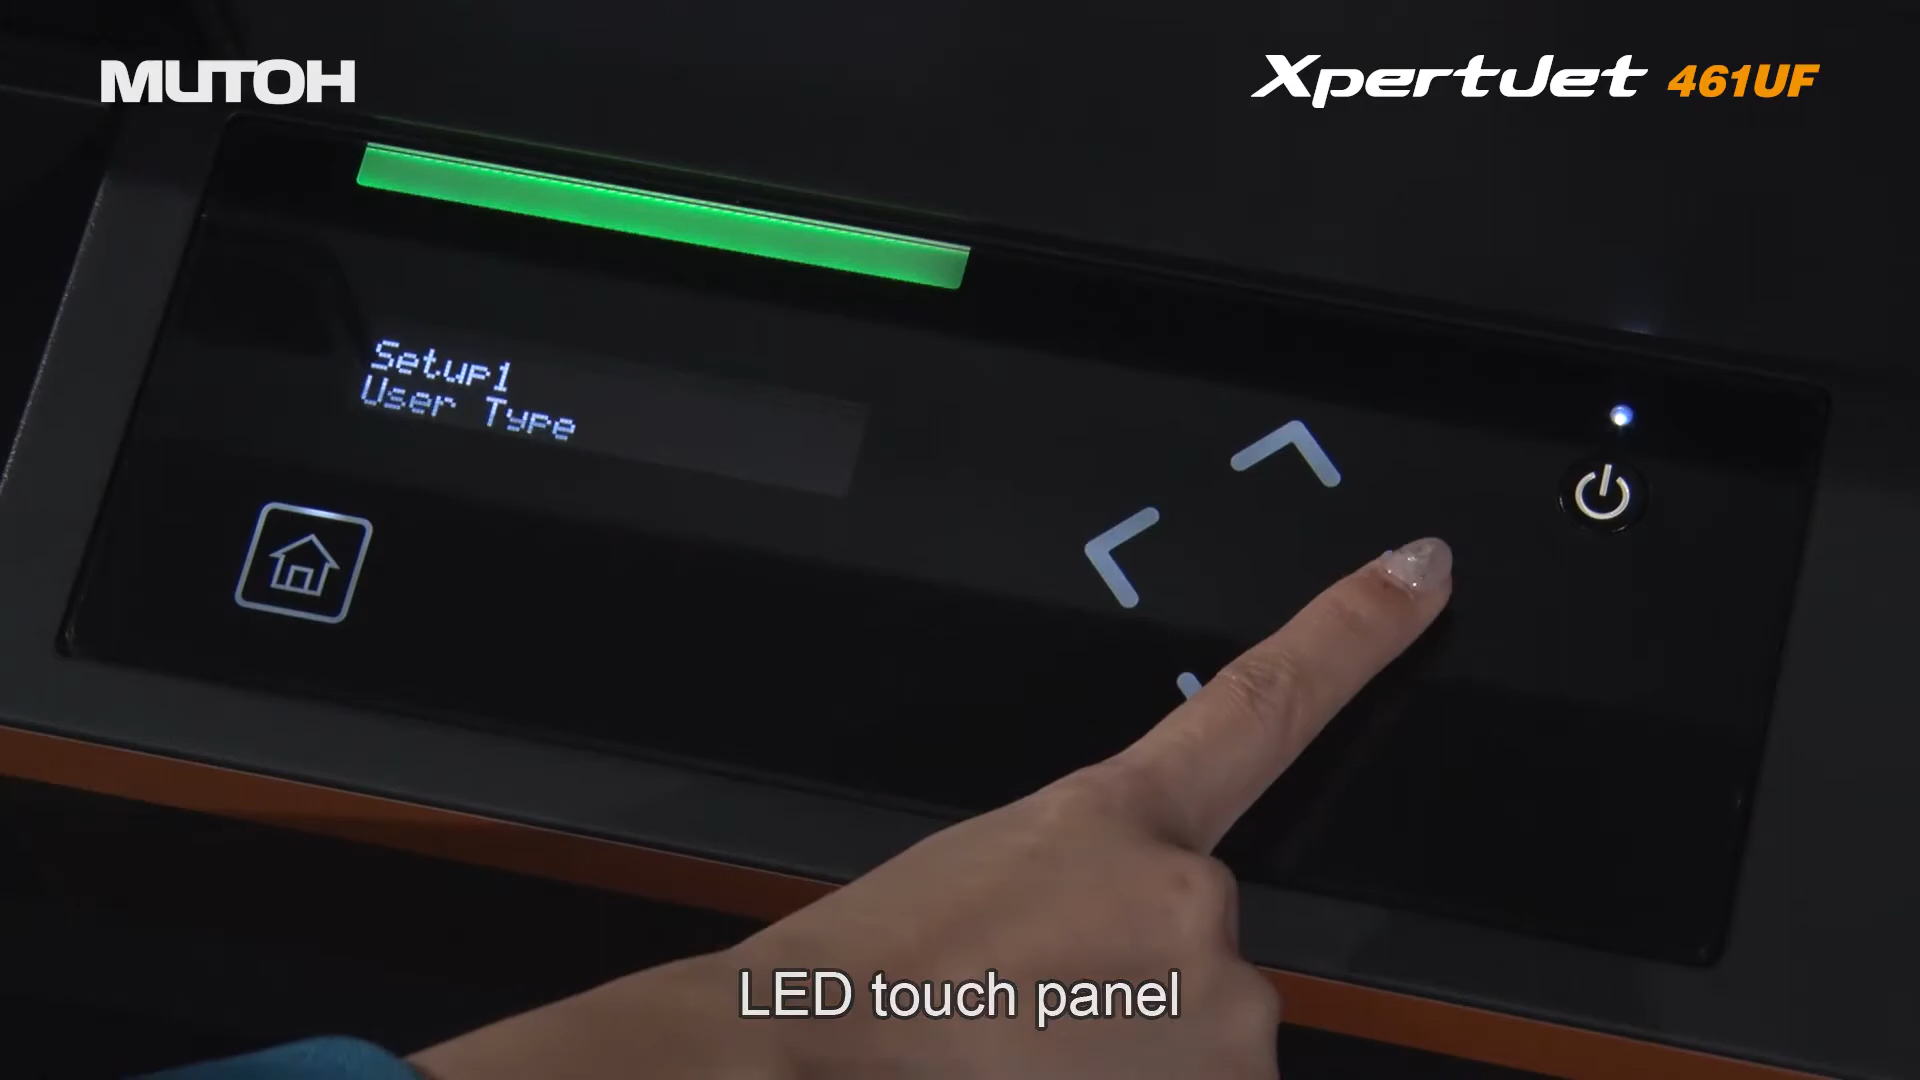 MUTOH
XpertJet 461UF
Setup1
User Type
LED touch panel